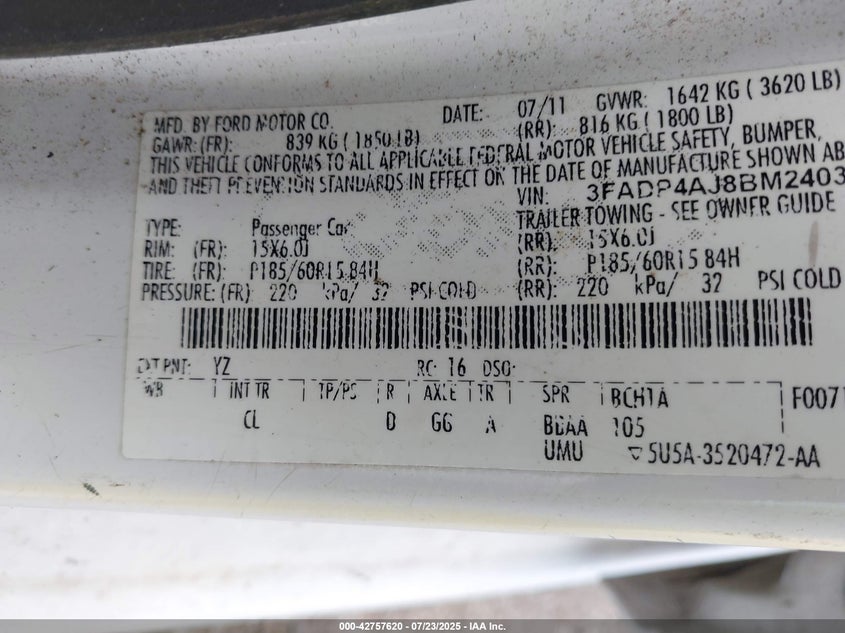 MFD. BY FORD MOTOR CO. DATE: 07/11 GVWR: 1642 KG ( 3620 LB)
GAWR: (FR): 839 KG ( 1850 LB) (RR): 816 KG ( 1800 LB)
THIS VEHICLE CONFORMS TO ALL APPLICABLE FEDERAL MOTOR VEHICLE SAFETY, BUMPER,
AND THEFT PREVENTION STANDARDS IN EFFECT ON THE DATE OF MANUFACTURE SHOWN AB
VIN: 3FADP4AJ8BM2403
TYPE: Passenger Car TRAILER TOWING - SEE OWNER GUIDE
RIM: (FR): 15X6.0J (RR): 15X6.0J
TIRE: (FR): P185/60R15 84H (RR): P185/60R15 84H
PRESSURE: (FR) 220 kPa/ 32 PSI COLD (RR): 220 kPa/ 32 PSI COLD
EXT PNT: YZ RC: 16 DSO:
WB INT TR TP/PS R AXLE TR SPR BCH1A F007
CL D G6 A BDAA 105
UMU ▽5U5A-3520472-AA
000-42757620 - 07/23/2025 - IAA Inc.